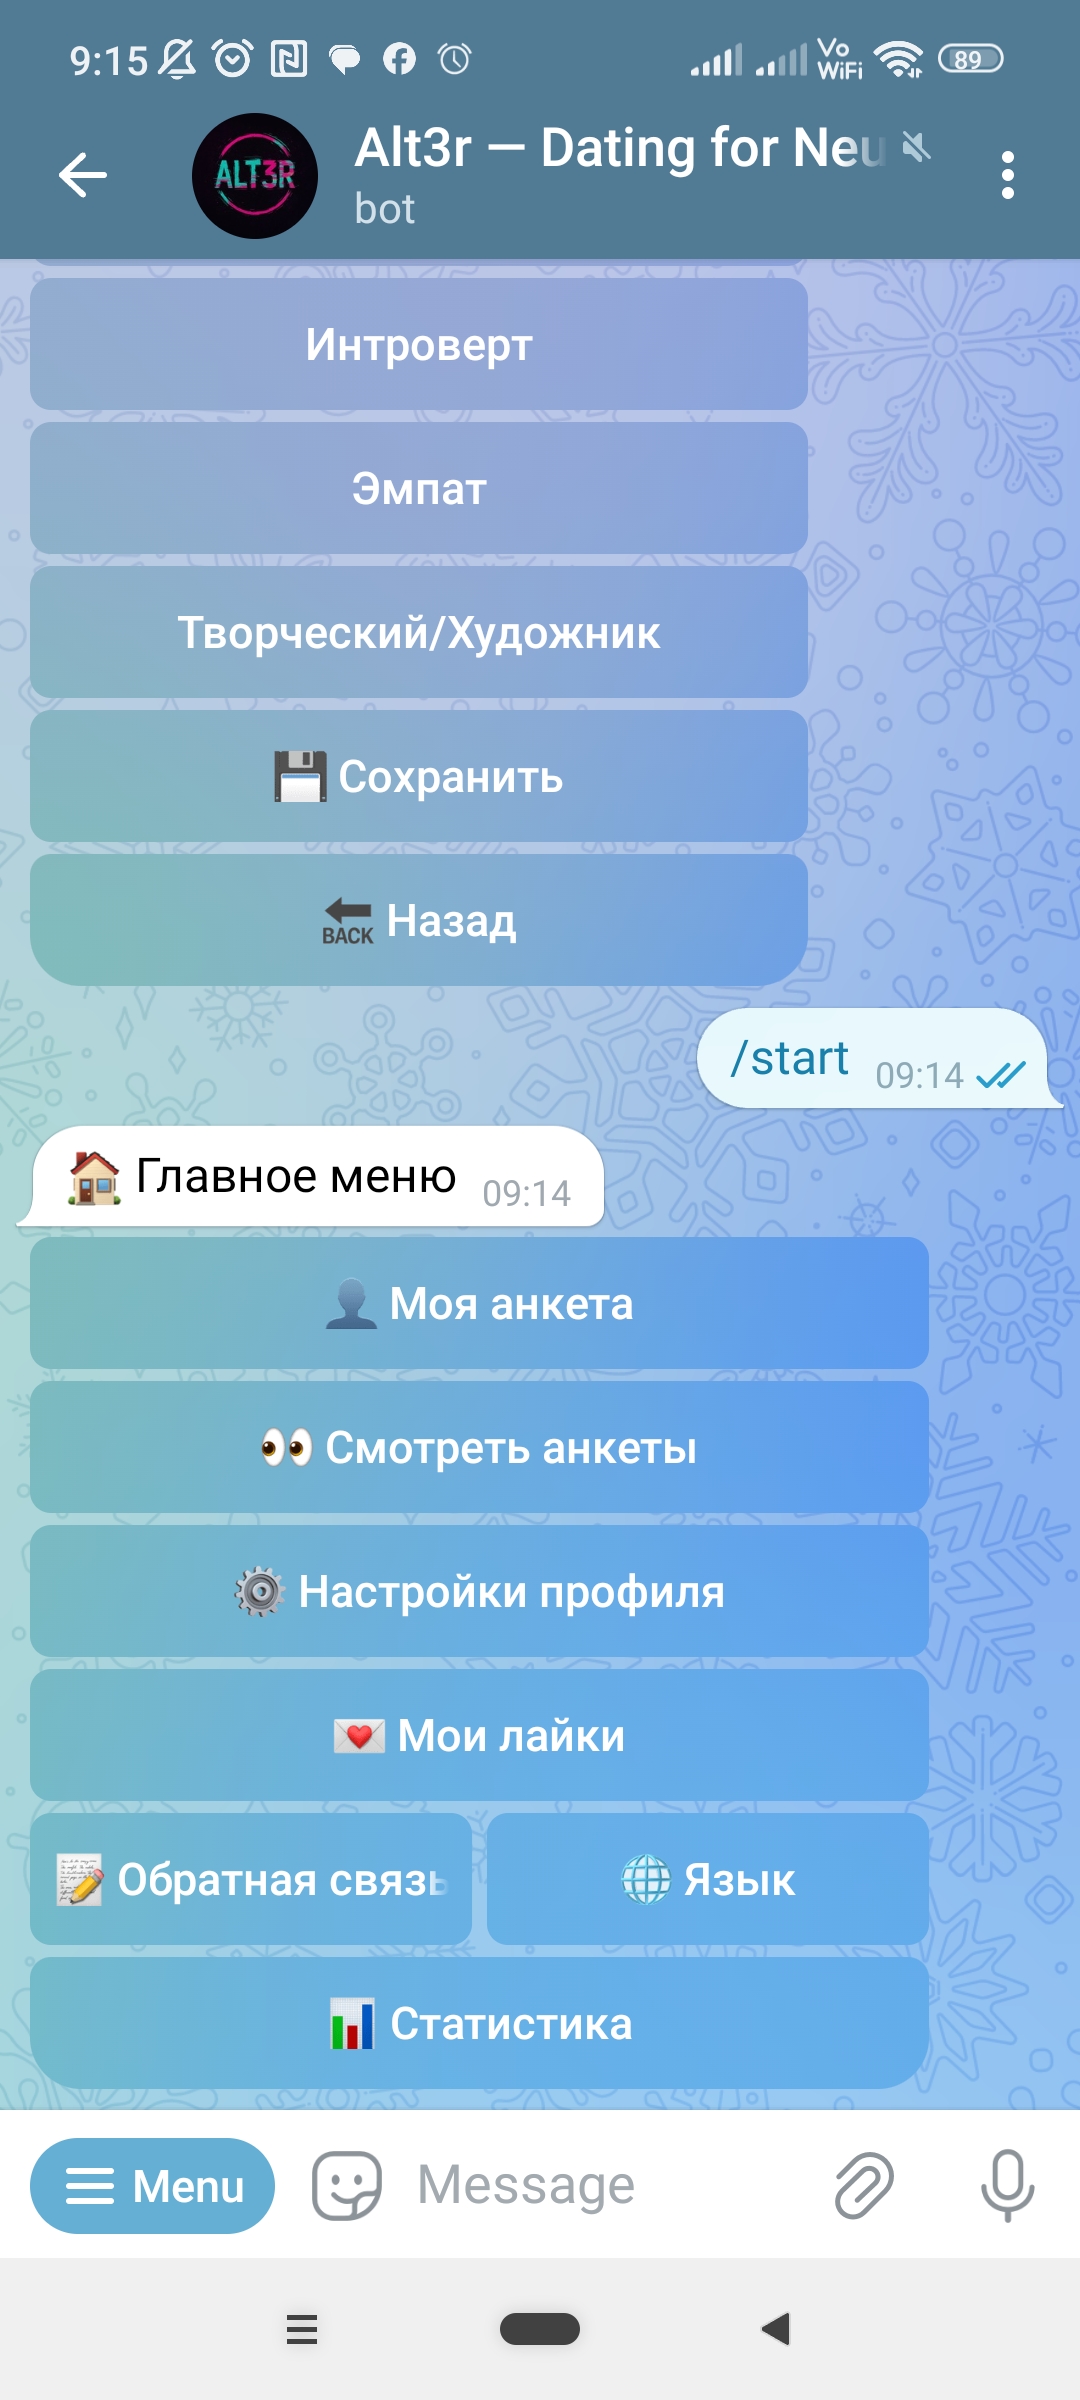 9:15
Vo
WiFi
89
ALT3R
Alt3r — Dating for Neu
bot
Интроверт
Эмпат
Творческий/Художник
Сохранить
BACK Назад
/start 09:14
Главное меню 09:14
Моя анкета
Смотреть анкеты
Настройки профиля
Мои лайки
Обратная связь
Язык
Статистика
Menu
Message